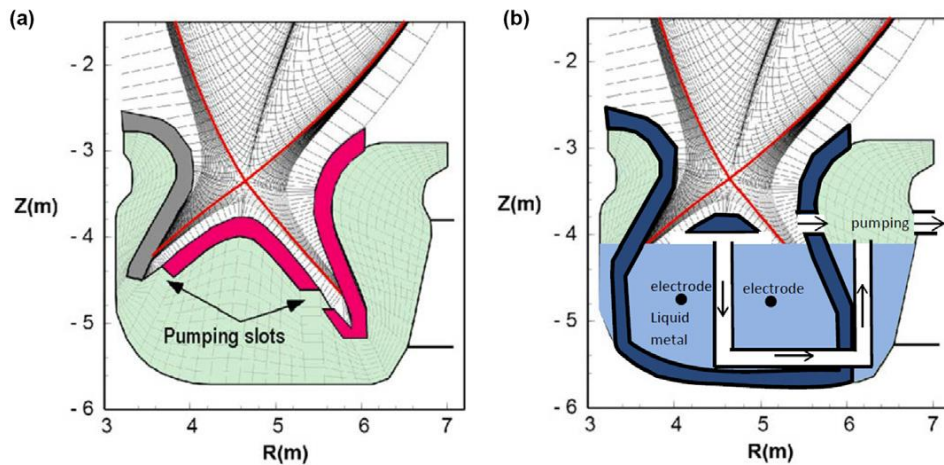 (a)
(b)
- 2
- 3
Z(m)
- 4
- 5
- 6
Pumping slots
3
4
5
6
7
R(m)
- 2
- 3
Z(m)
- 4
- 5
- 6
pumping
electrode
electrode
Liquid
metal
3
4
5
6
7
R(m)